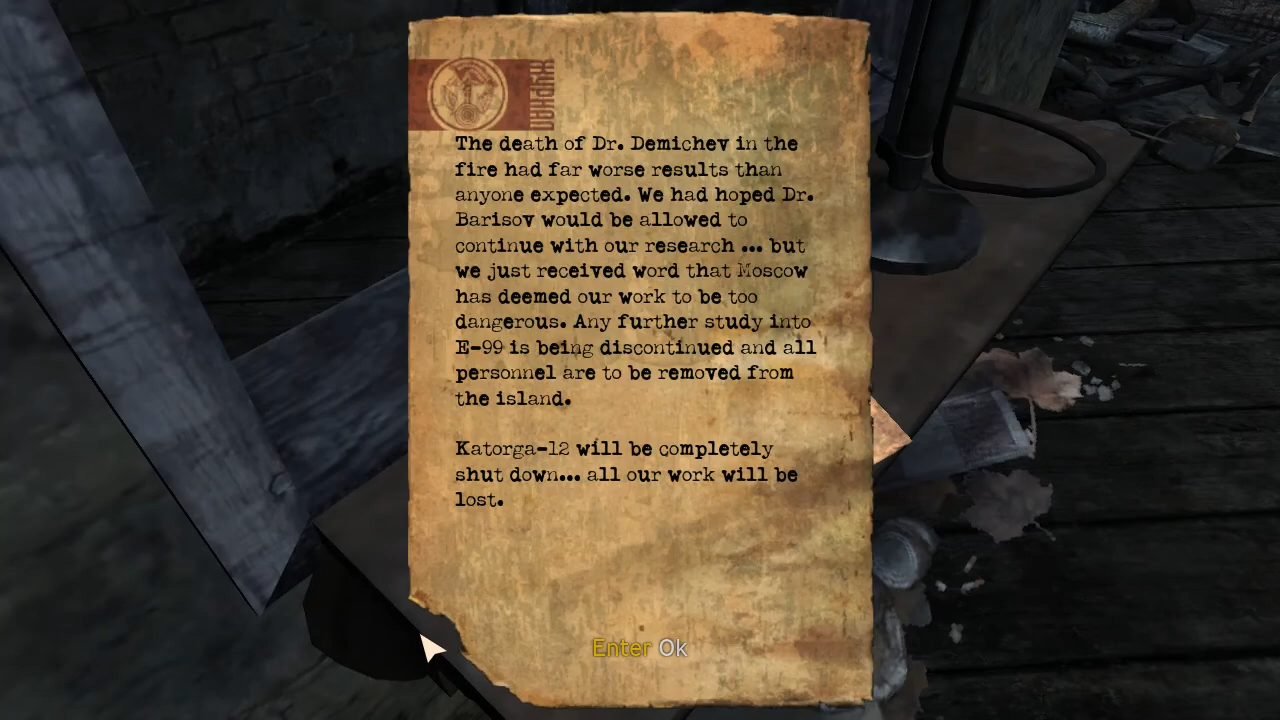 The death of Dr. Demichev in the
fire had far worse results than
anyone expected. We had hoped Dr.
Barisov would be allowed to
continue with our research ... but
we just received word that Moscow
has deemed our work to be too
dangerous. Any further study into
E-99 is being discontinued and all
personnel are to be removed from
the island.
Katorga-12 will be completely
shut down... all our work will be
lost.
Enter Ok